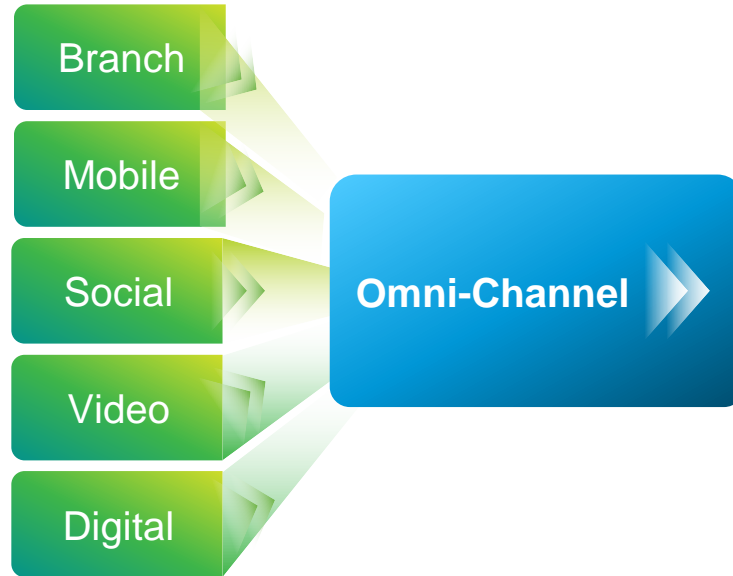 Branch
Mobile
Social
Omni-Channel
Video
Digital